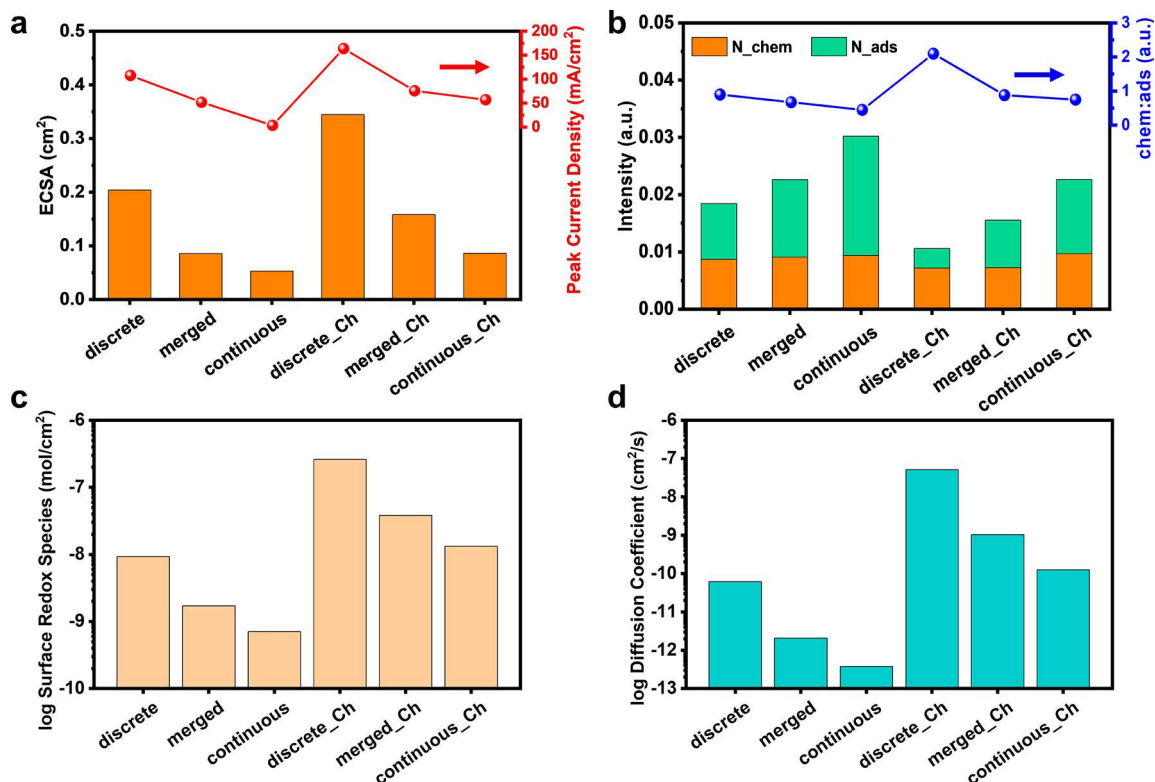 a
0.5
0.4
0.3
0.2
0.1
0.0
ECSA (cm²)
200
150
100
50
0
Peak Current Density (mA/cm²)
discrete
merged
continuous
discrete_Ch
merged_Ch
continuous_Ch
b
0.05
0.04
0.03
0.02
0.01
0.00
Intensity (a.u.)
N_chem
N_ads
3
2
1
0
chem:ads (a.u.)
discrete
merged
continuous
discrete_Ch
merged_Ch
continuous_Ch
c
-6
-7
-8
-9
-10
log Surface Redox Species (mol/cm²)
discrete
merged
continuous
discrete_Ch
merged_Ch
continuous_Ch
d
-6
-7
-8
-9
-10
-11
-12
-13
log Diffusion Coefficient (cm²/s)
discrete
merged
continuous
discrete_Ch
merged_Ch
continuous_Ch